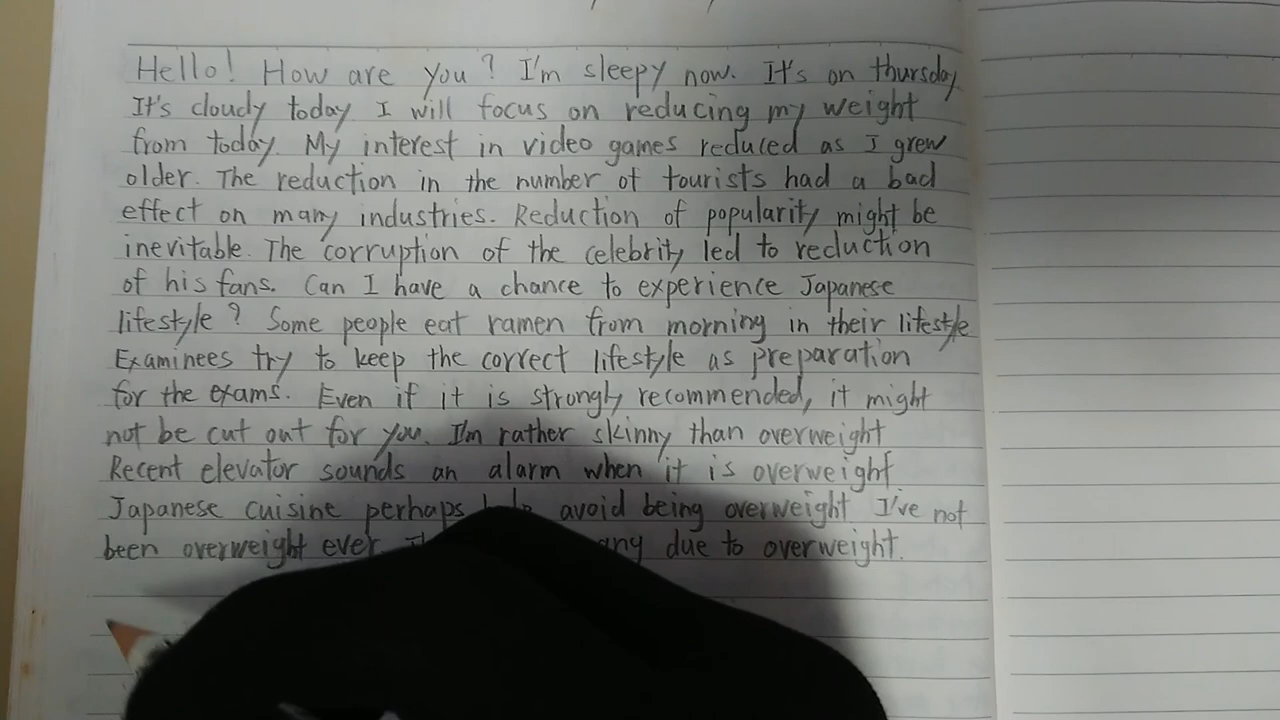 Hello! How are you? I'm sleepy now. It's on thursday
It's cloudy today. I will focus on reducing my weight
from today. My interest in video games reduced as I grew
older. The reduction in the number of tourists had a bad
effect on many industries. Reduction of popularity might be
inevitable. The corruption of the celebrity led to reduction
of his fans. Can I have a chance to experience Japanese
lifestyle? Some people eat ramen from morning in their lifestyle
Examinees try to keep the correct lifestyle as preparation
for the exams. Even if it is strongly recommended, it might
not be cut out for you. I'm rather skinny than overweight
Recent elevator sounds an alarm when it is overweight.
Japanese cuisine perhaps avoid being overweight I've not
been overweight ever. due to overweight.